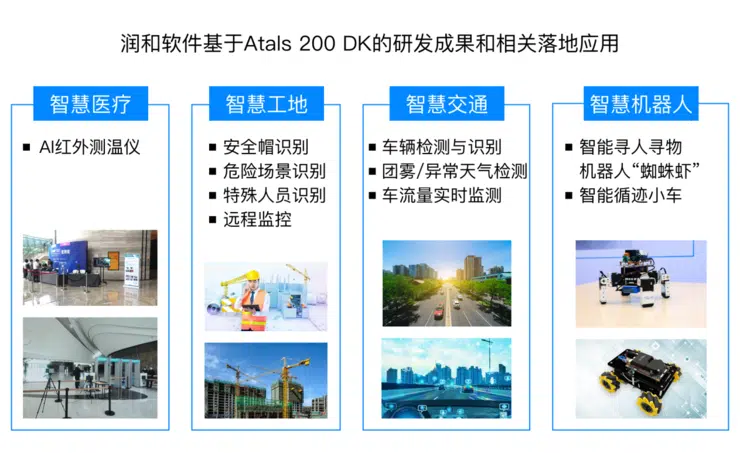 润和软件基于Atals 200 DK的研发成果和相关落地应用
智慧医疗
AI红外测温仪
智慧工地
安全帽识别
危险场景识别
特殊人员识别
远程监控
智慧交通
车辆检测与识别
团雾/异常天气检测
车流量实时监测
智慧机器人
智能寻人寻物
机器人“蜘蛛虾”
智能循迹小车